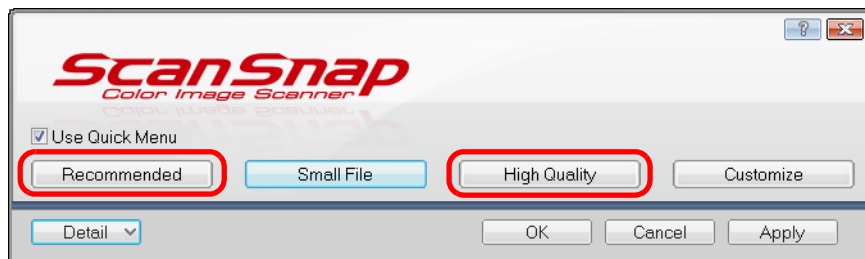 ScanSnap
Color Image Scanner
Use Quick Menu
Recommended Small File High Quality Customize
Detail OK Cancel Apply